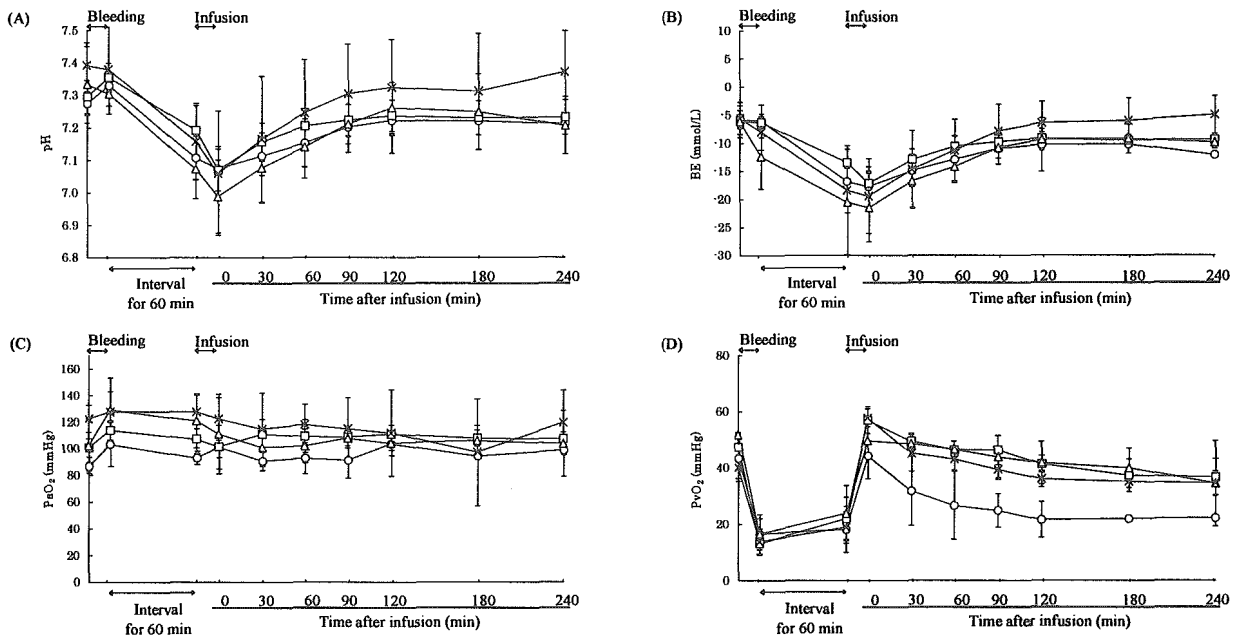 (A)
Bleeding
Infusion
7.5
7.4
7.3
7.2
7.1
7.0
6.9
6.8
pH
Interval
for 60 min
0 30 60 90 120 180 240
Time after infusion (min)
(B)
Bleeding
Infusion
10
5
0
-5
-10
-15
-20
-25
-30
BE (mmol/L)
Interval
for 60 min
0 30 60 90 120 180 240
Time after infusion (min)
(C)
Bleeding
Infusion
160
140
120
100
80
60
40
20
0
PaO₂ (mmHg)
Interval
for 60 min
0 30 60 90 120 180 240
Time after infusion (min)
(D)
Bleeding
Infusion
80
60
40
20
0
PvO₂ (mmHg)
Interval
for 60 min
0 30 60 90 120 180 240
Time after infusion (min)